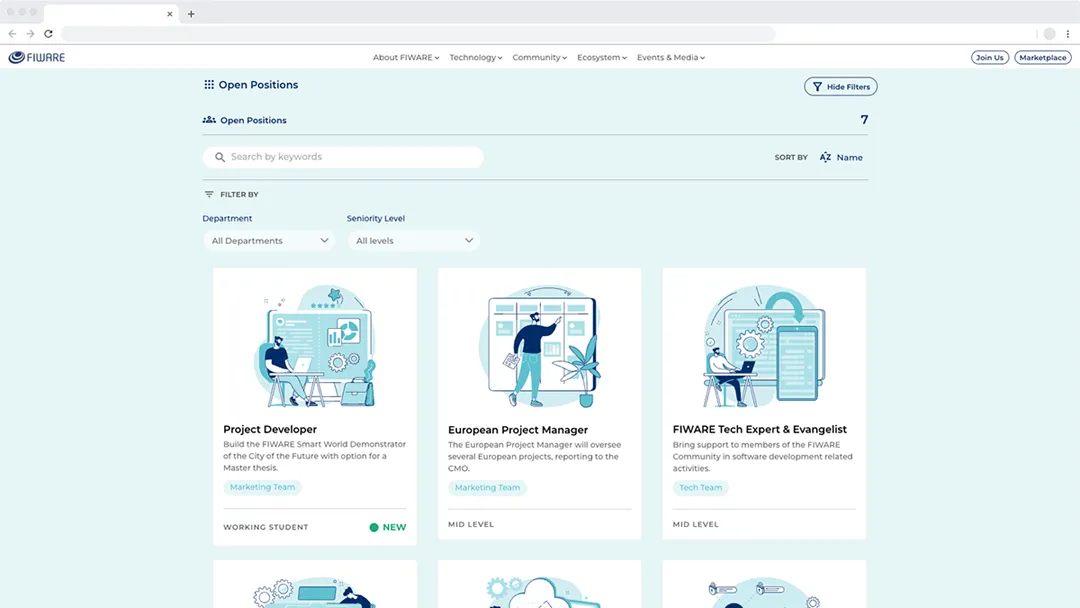 FIWARE
About FIWARE Technology Community Ecosystem Events & Media
Join Us Marketplace
Open Positions
Hide Filters
Open Positions 7
Search by keywords
SORT BY AZ Name
FILTER BY
Department Seniority Level
All Departments All levels
Project Developer
Build the FIWARE Smart World Demonstrator
of the City of the Future with option for a
Master thesis.
Marketing Team
WORKING STUDENT NEW
European Project Manager
The European Project Manager will oversee
several European projects, reporting to the
CMO.
Marketing Team
MID LEVEL
FIWARE Tech Expert & Evangelist
Bring support to members of the FIWARE
Community in software development related
activities.
Tech Team
MID LEVEL